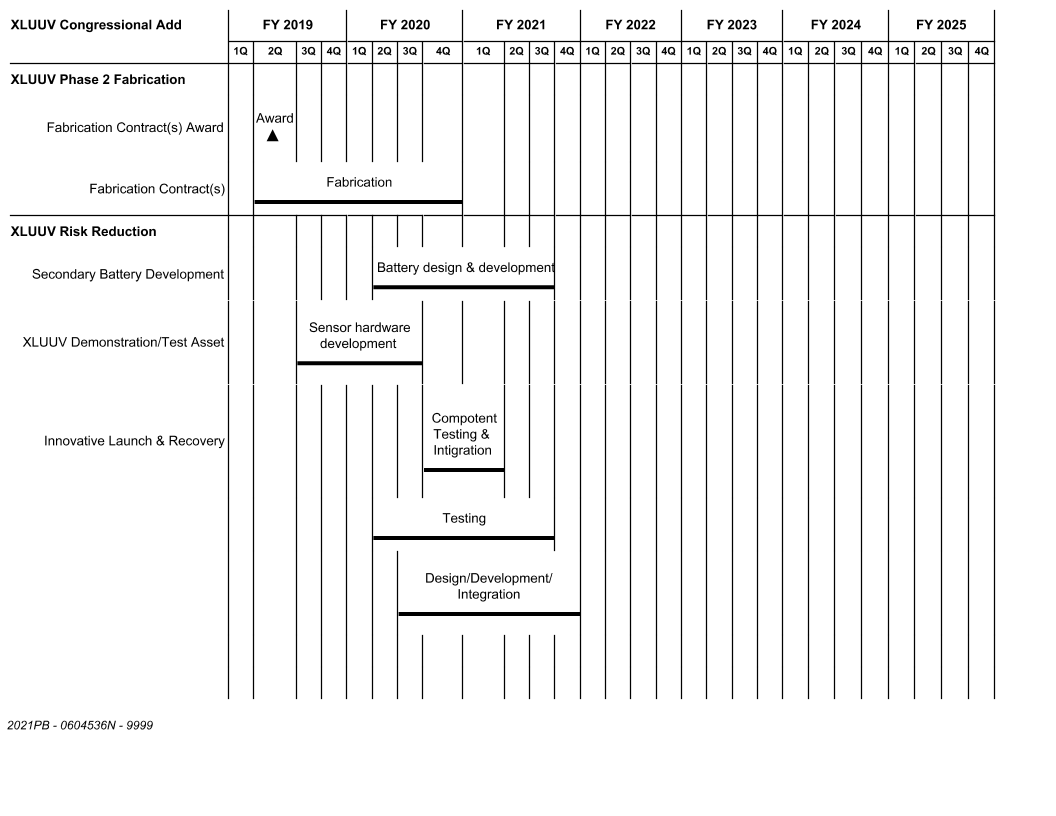 XLUUV Congressional Add FY 2019 FY 2020 FY 2021 FY 2022 FY 2023 FY 2024 FY 2025
1Q 2Q 3Q 4Q 1Q 2Q 3Q 4Q 1Q 2Q 3Q 4Q 1Q 2Q 3Q 4Q 1Q 2Q 3Q 4Q 1Q 2Q 3Q 4Q 1Q 2Q 3Q 4Q
XLUUV Phase 2 Fabrication
Award
Fabrication Contract(s) Award
Fabrication
Fabrication Contract(s)
XLUUV Risk Reduction
Battery design & development
Secondary Battery Development
Sensor hardware
development
XLUUV Demonstration/Test Asset
Compotent
Testing &
Intigration
Innovative Launch & Recovery
Testing
Design/Development/
Integration
2021PB - 0604536N - 9999